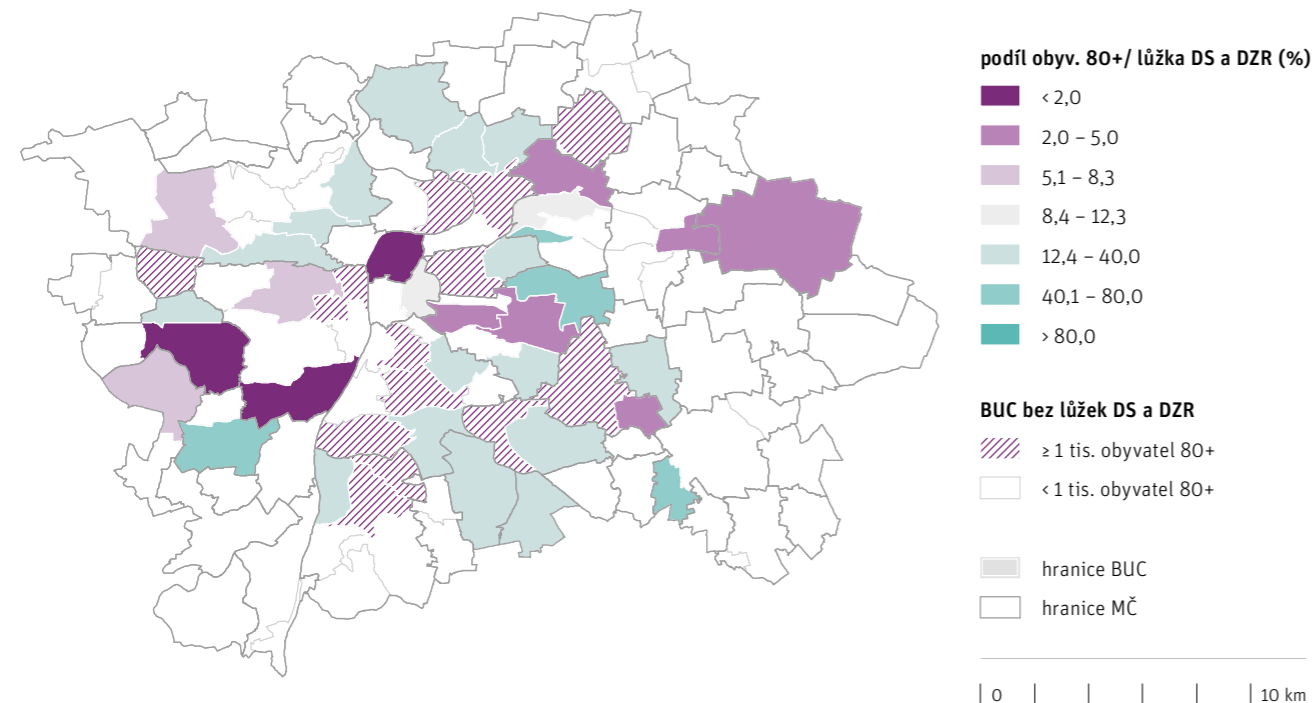 podíl obyv. 80+/ lůžka DS a DZR (%)
< 2,0
2,0 – 5,0
5,1 – 8,3
8,4 – 12,3
12,4 – 40,0
40,1 – 80,0
> 80,0
BUC bez lůžek DS a DZR
≥ 1 tis. obyvatel 80+
< 1 tis. obyvatel 80+
hranice BUC
hranice MČ
0 10 km